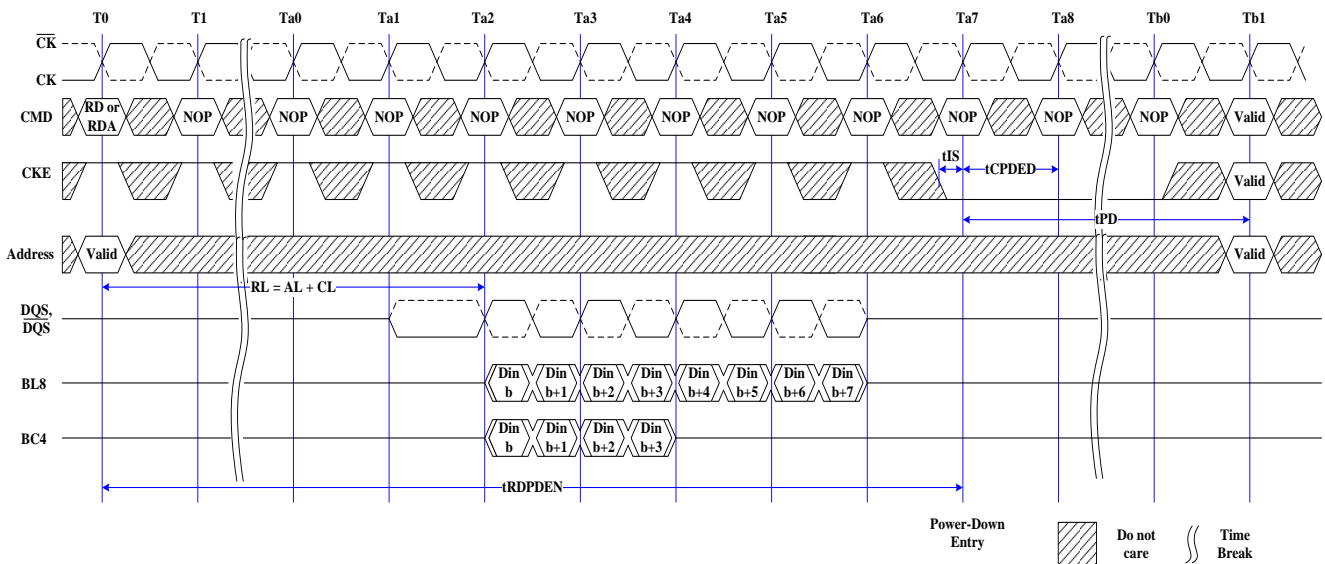 T0 T1 Ta0 Ta1 Ta2 Ta3 Ta4 Ta5 Ta6 Ta7 Ta8 Tb0 Tb1
CK
CK
CMD RD or RDA NOP NOP NOP NOP NOP NOP NOP NOP NOP NOP NOP Valid
tIS
CKE tCPDED Valid
tPD
Address Valid Valid
RL = AL + CL
DQS,
DQS
BL8 Din b Din b+1 Din b+2 Din b+3 Din b+4 Din b+5 Din b+6 Din b+7
BC4 Din b Din b+1 Din b+2 Din b+3
tRDPDEN
Power-Down
Entry
Do not
care
Time
Break